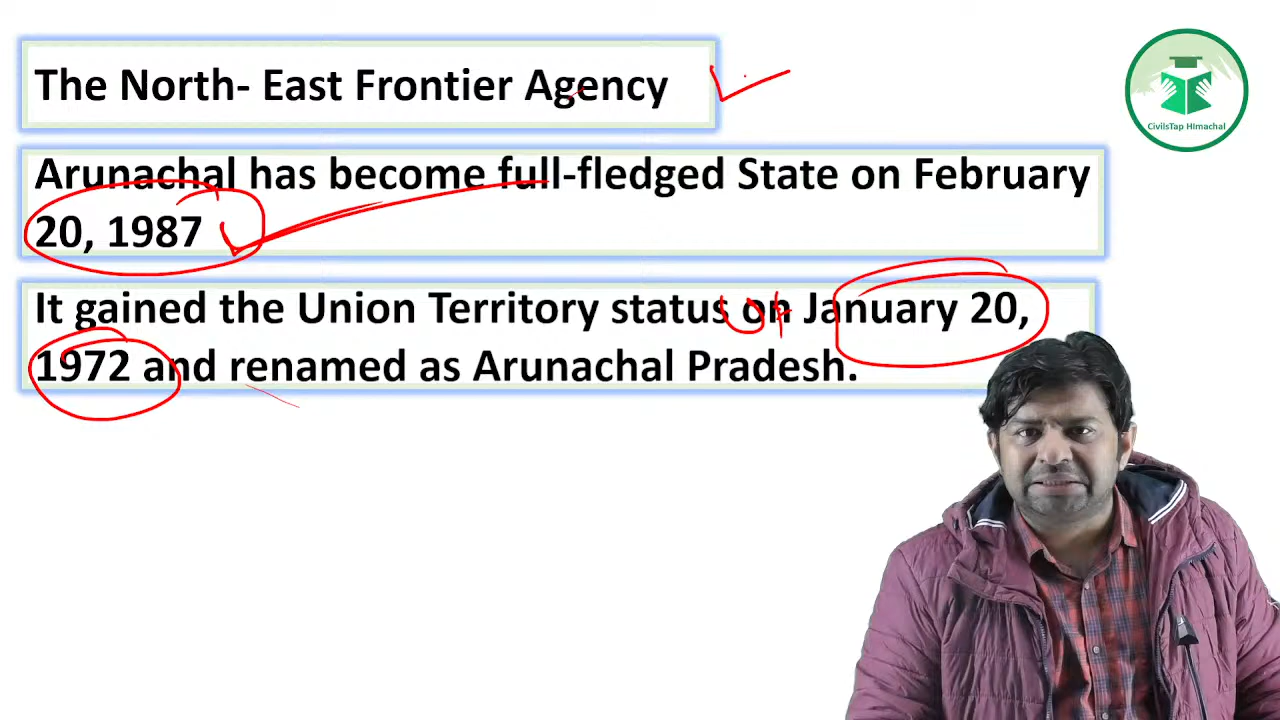 The North- East Frontier Agency
CivilsTap HImachal
Arunachal has become full-fledged State on February
20, 1987
It gained the Union Territory status on January 20,
1972 and renamed as Arunachal Pradesh.
UT